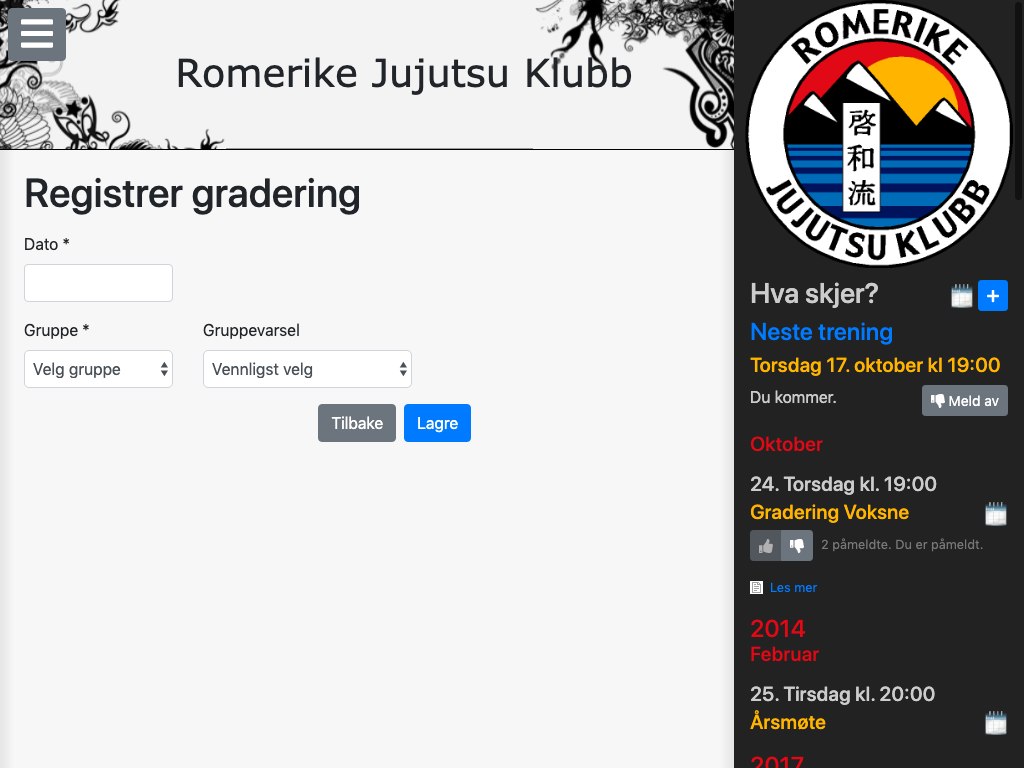 Romerike Jujutsu Klubb
Registrer gradering
Dato *
Gruppe *
Gruppevarsel
Velg gruppe
Vennligst velg
Tilbake
Lagre
ROMERIKE
啓和流
JUJUTSU KLUBB
Hva skjer?
+
Neste trening
Torsdag 17. oktober kl 19:00
Du kommer.
Meld av
Oktober
24. Torsdag kl. 19:00
Gradering Voksne
2 påmeldte. Du er påmeldt.
Les mer
2014
Februar
25. Tirsdag kl. 20:00
Årsmøte
2017